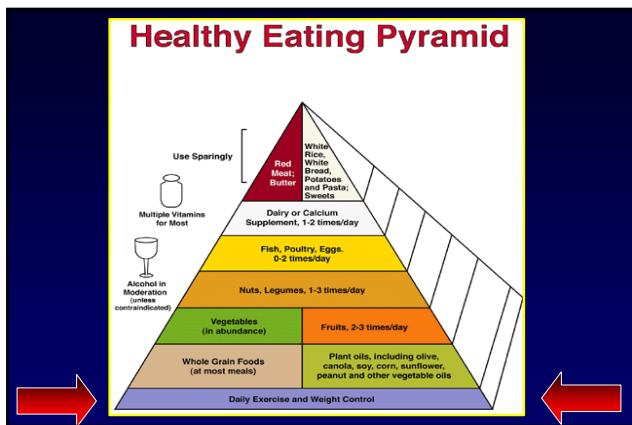 Healthy Eating Pyramid
Use Sparingly
Red
Meat;
Butter
White
Rice,
White
Bread,
Potatoes
and Pasta;
Sweets
Multiple Vitamins
for Most
Dairy or Calcium
Supplement, 1-2 times/day
Alcohol in
Moderation
(unless
contraindicated)
Fish, Poultry, Eggs.
0-2 times/day
Nuts, Legumes, 1-3 times/day
Vegetables
(in abundance)
Fruits, 2-3 times/day
Whole Grain Foods
(at most meals)
Plant oils, including olive,
canola, soy, corn, sunflower,
peanut and other vegetable oils
Daily Exercise and Weight Control